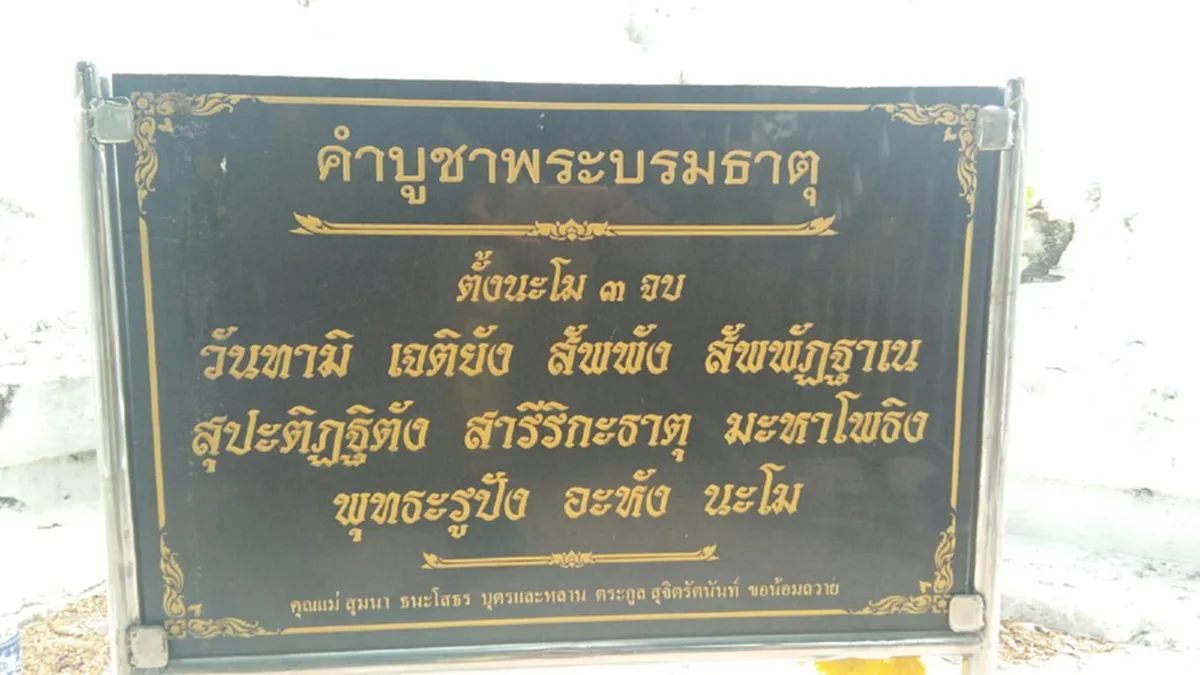 คำบูชาพระบรมธาตุ
ตั้งนะโม ๓ จบ
วันทามิ เจติยัง สัพพัง สัพพัฏฐาเน
สุปะติฏฐิตัง สารีริกะธาตุ มะหาโพธิง
พุทธะรูปัง อะหัง นะโม
คุณแม่ สุมนา ธนะโสธร บุตรและหลาน ตระกูล สุจิตรัตนันท์ ขอน้อมถวาย